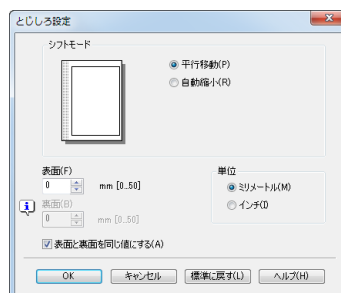 とじしろ設定
シフトモード
平行移動(P)
自動縮小(R)
表面(F)
0 mm [0..50]
裏面(B)
0 mm [0..50]
単位
ミリメートル(M)
インチ(I)
表面と裏面を同じ値にする(A)
OK キャンセル 標準に戻す(L) ヘルプ(H)